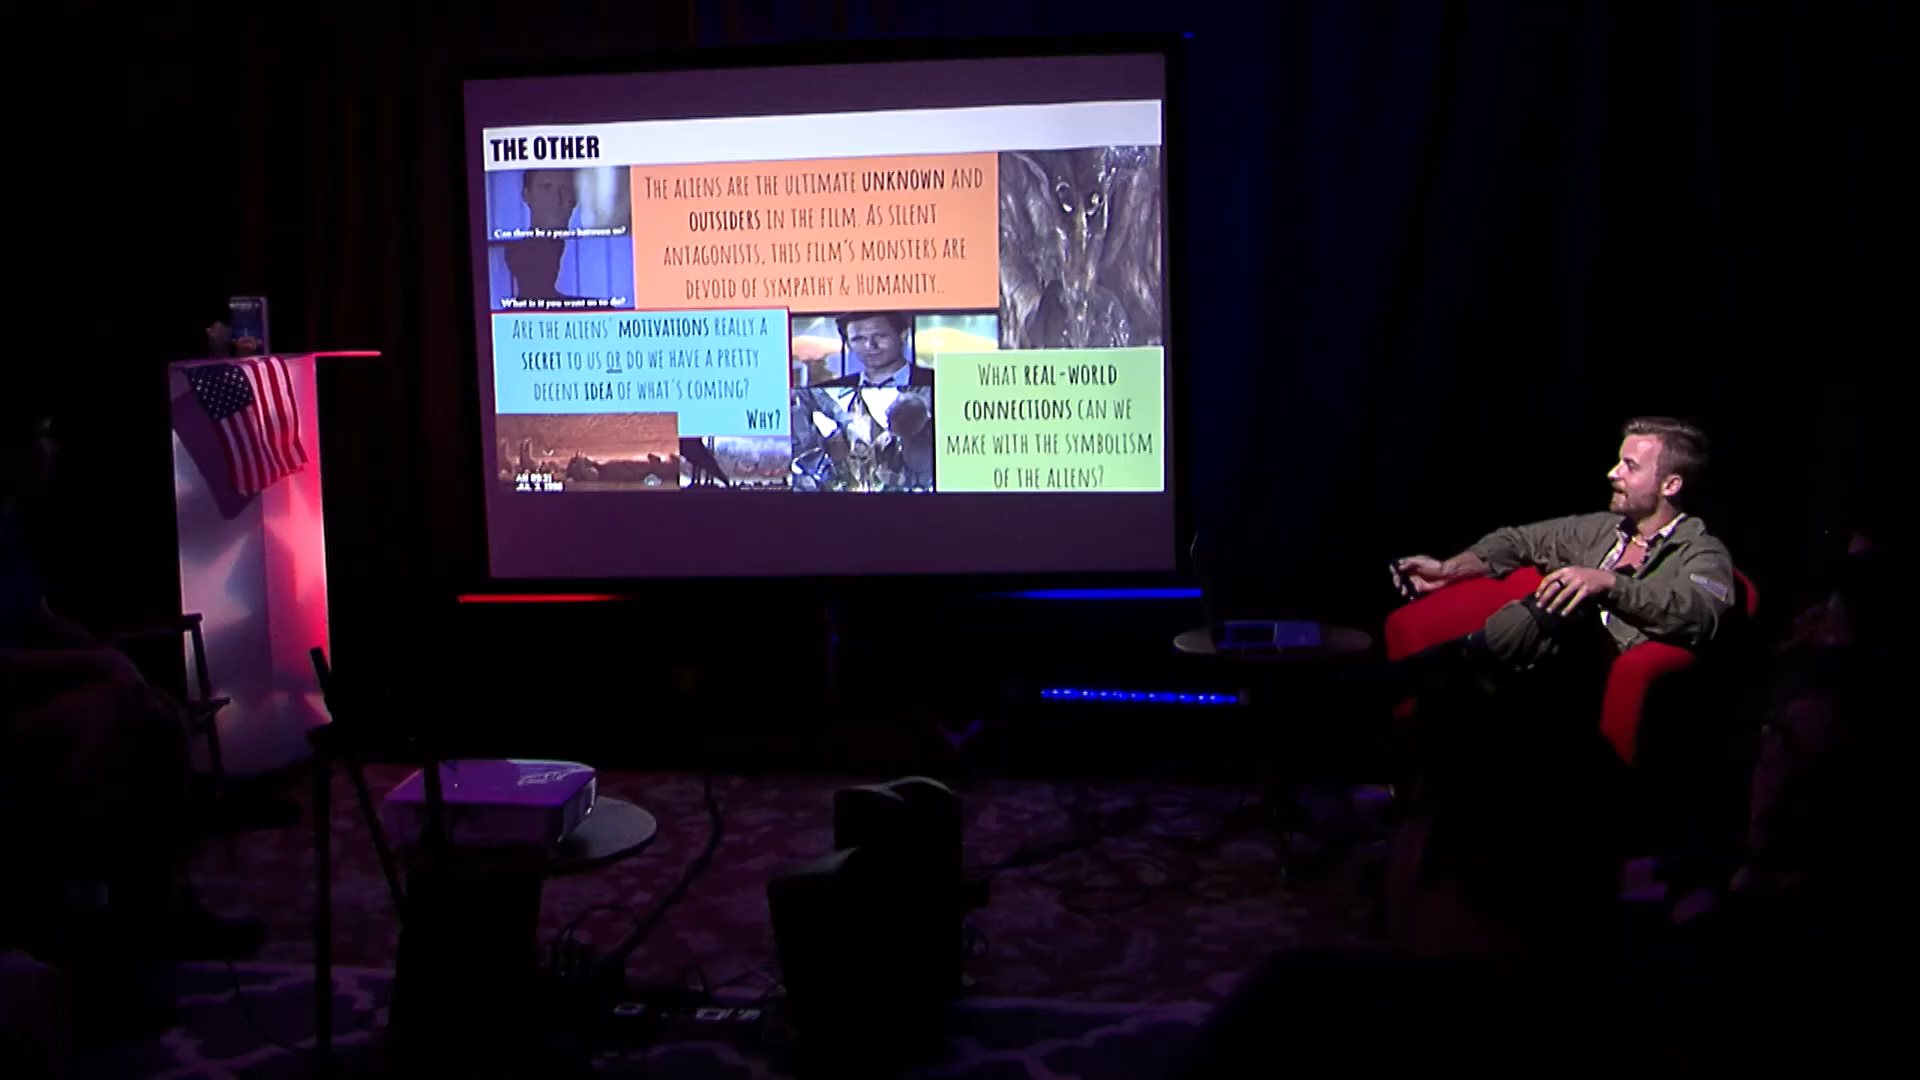 THE OTHER
Can there be a peace between us?
What is it you want us to do?
THE ALIENS ARE THE ULTIMATE UNKNOWN AND
OUTSIDERS IN THE FILM. AS SILENT
ANTAGONISTS, THIS FILM'S MONSTERS ARE
DEVOID OF SYMPATHY & HUMANITY..
ARE THE ALIENS' MOTIVATIONS REALLY A
SECRET TO US OR DO WE HAVE A PRETTY
DECENT IDEA OF WHAT'S COMING?
WHY?
WHAT REAL-WORLD
CONNECTIONS CAN WE
MAKE WITH THE SYMBOLISM
OF THE ALIENS?